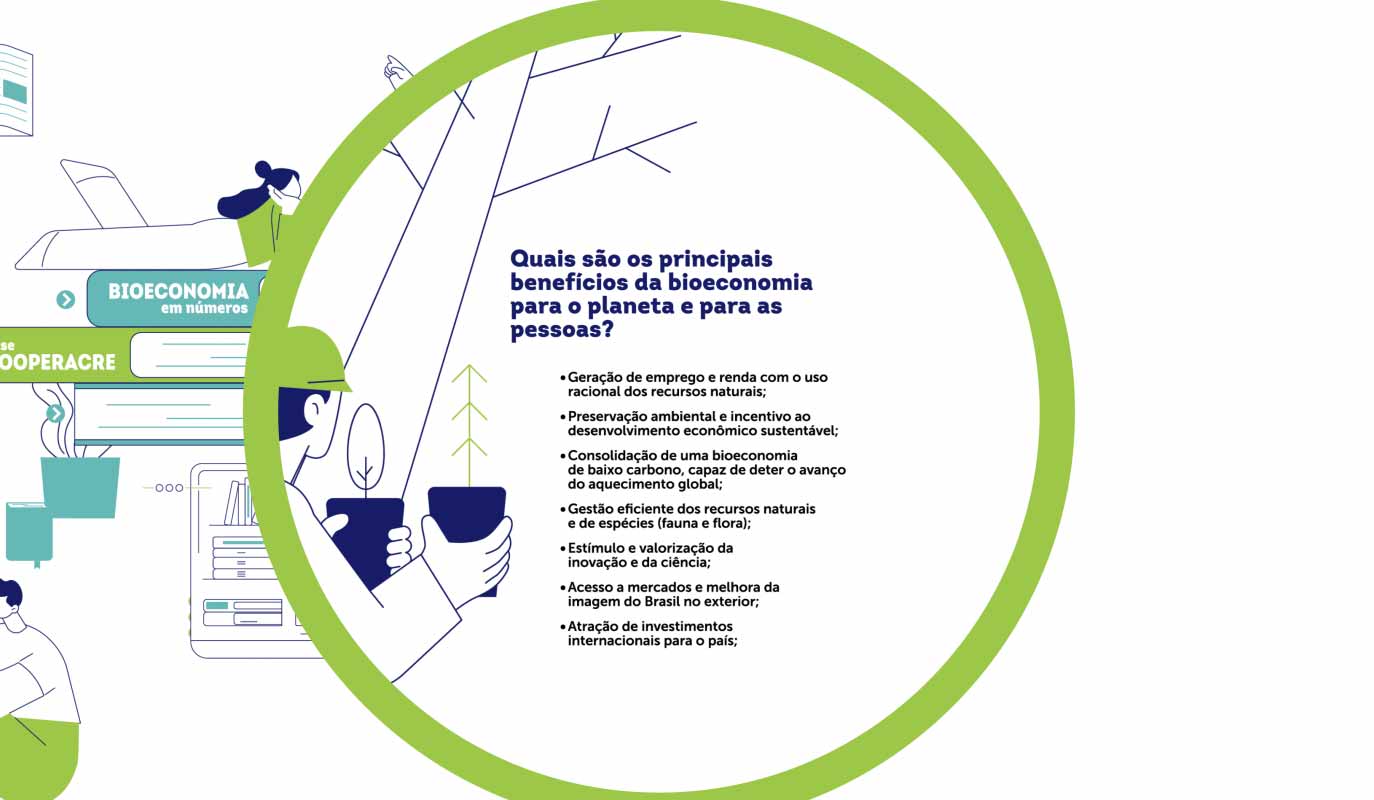 BIOECONOMIA
em números
se
OOPERACRE
Quais são os principais
benefícios da bioeconomia
para o planeta e para as
pessoas?
• Geração de emprego e renda com o uso
racional dos recursos naturais;
• Preservação ambiental e incentivo ao
desenvolvimento econômico sustentável;
• Consolidação de uma bioeconomia
de baixo carbono, capaz de deter o avanço
do aquecimento global;
• Gestão eficiente dos recursos naturais
e de espécies (fauna e flora);
• Estímulo e valorização da
inovação e da ciência;
• Acesso a mercados e melhora da
imagem do Brasil no exterior;
• Atração de investimentos
internacionais para o país;